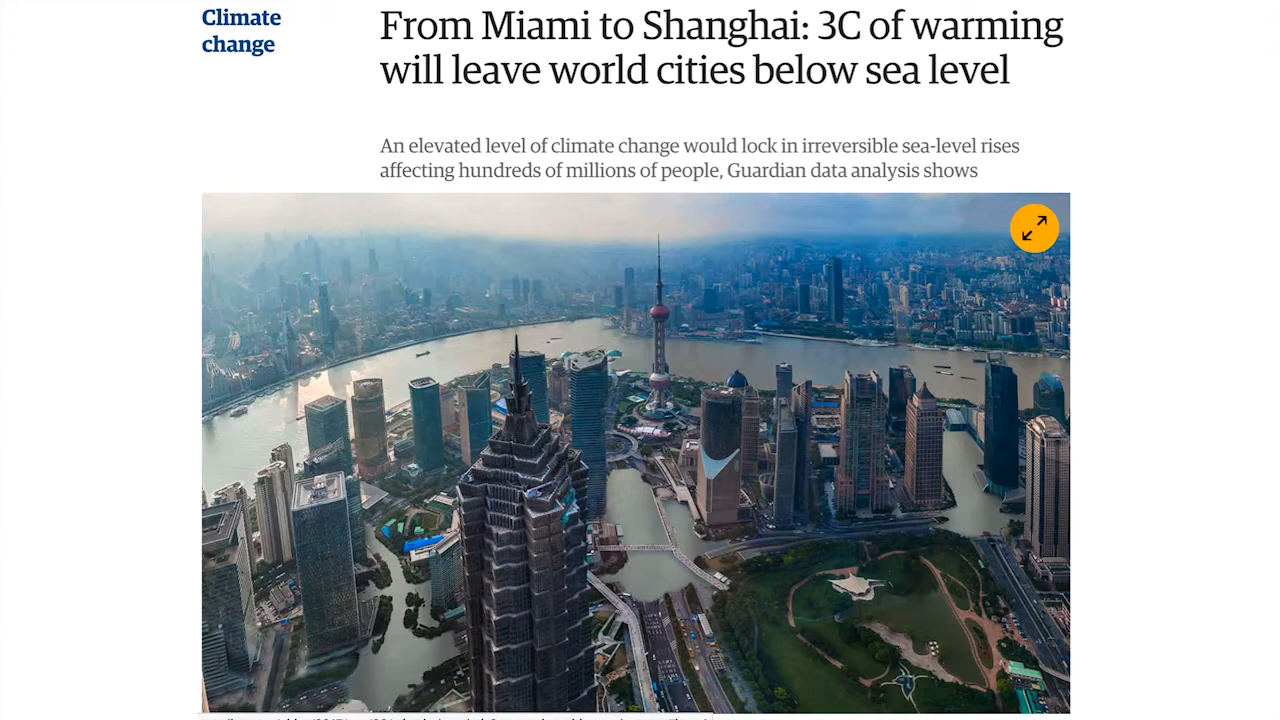 Climate
change
From Miami to Shanghai: 3C of warming
will leave world cities below sea level
An elevated level of climate change would lock in irreversible sea-level rises
affecting hundreds of millions of people, Guardian data analysis shows